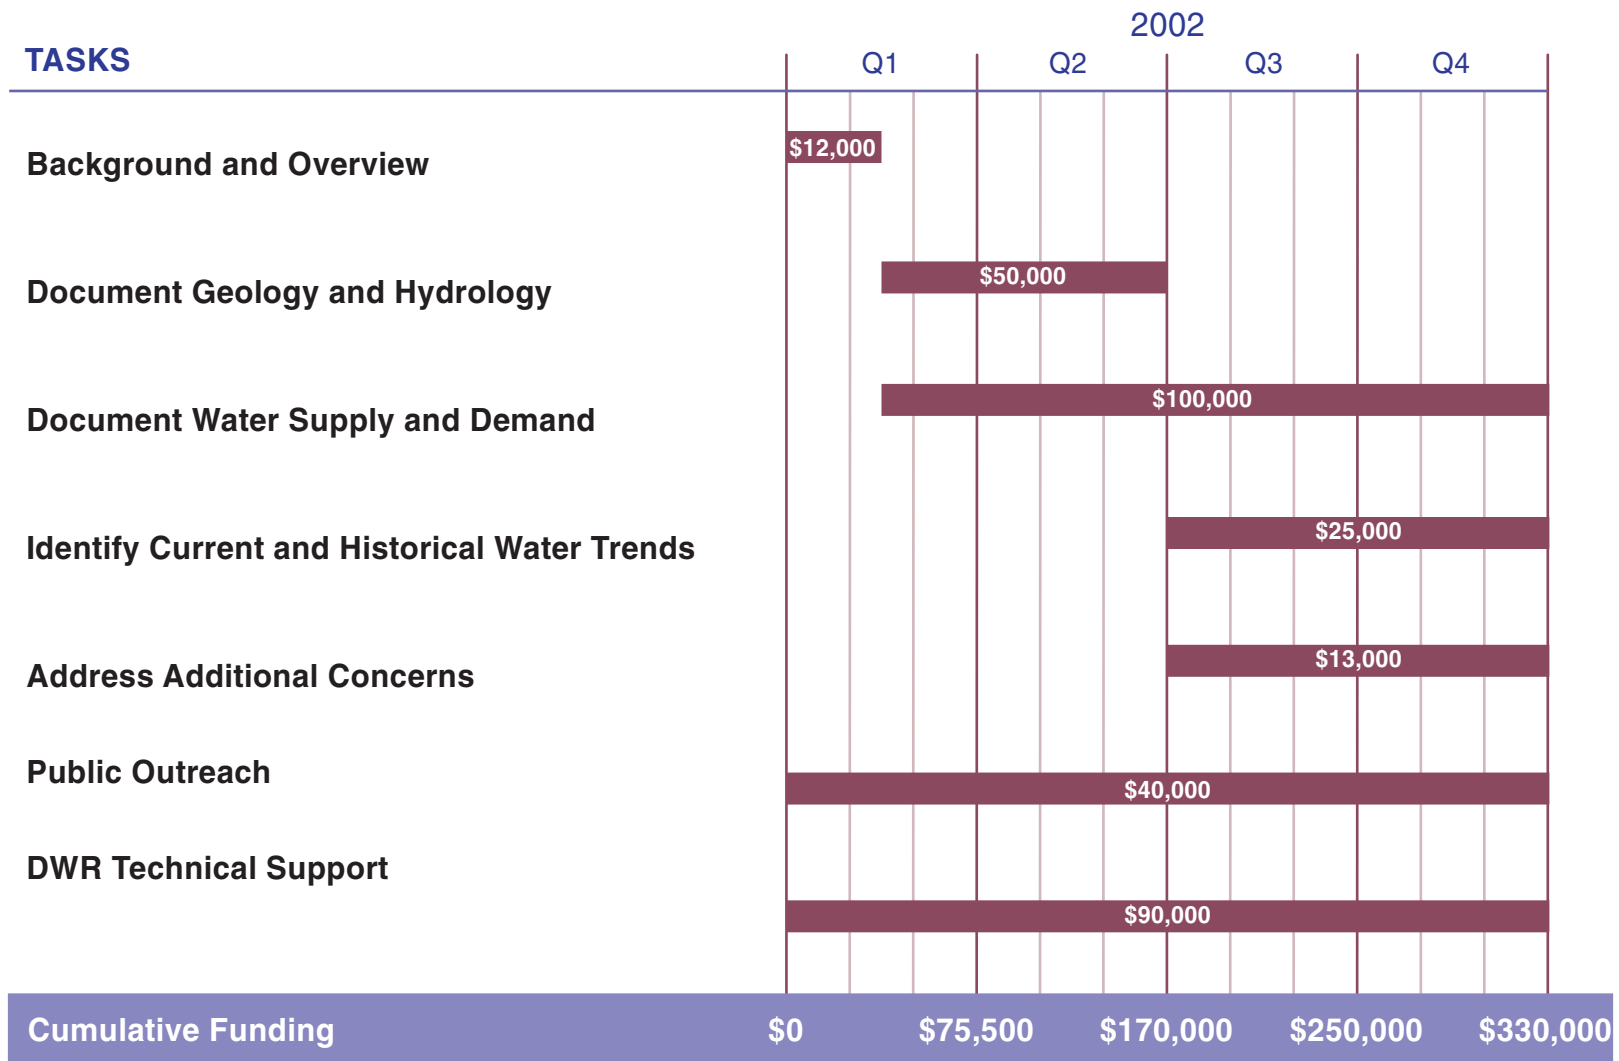 2002
TASKS Q1 Q2 Q3 Q4
$12,000
Background and Overview
$50,000
Document Geology and Hydrology
$100,000
Document Water Supply and Demand
$25,000
Identify Current and Historical Water Trends
$13,000
Address Additional Concerns
Public Outreach
$40,000
DWR Technical Support
$90,000
Cumulative Funding $0 $75,500 $170,000 $250,000 $330,000